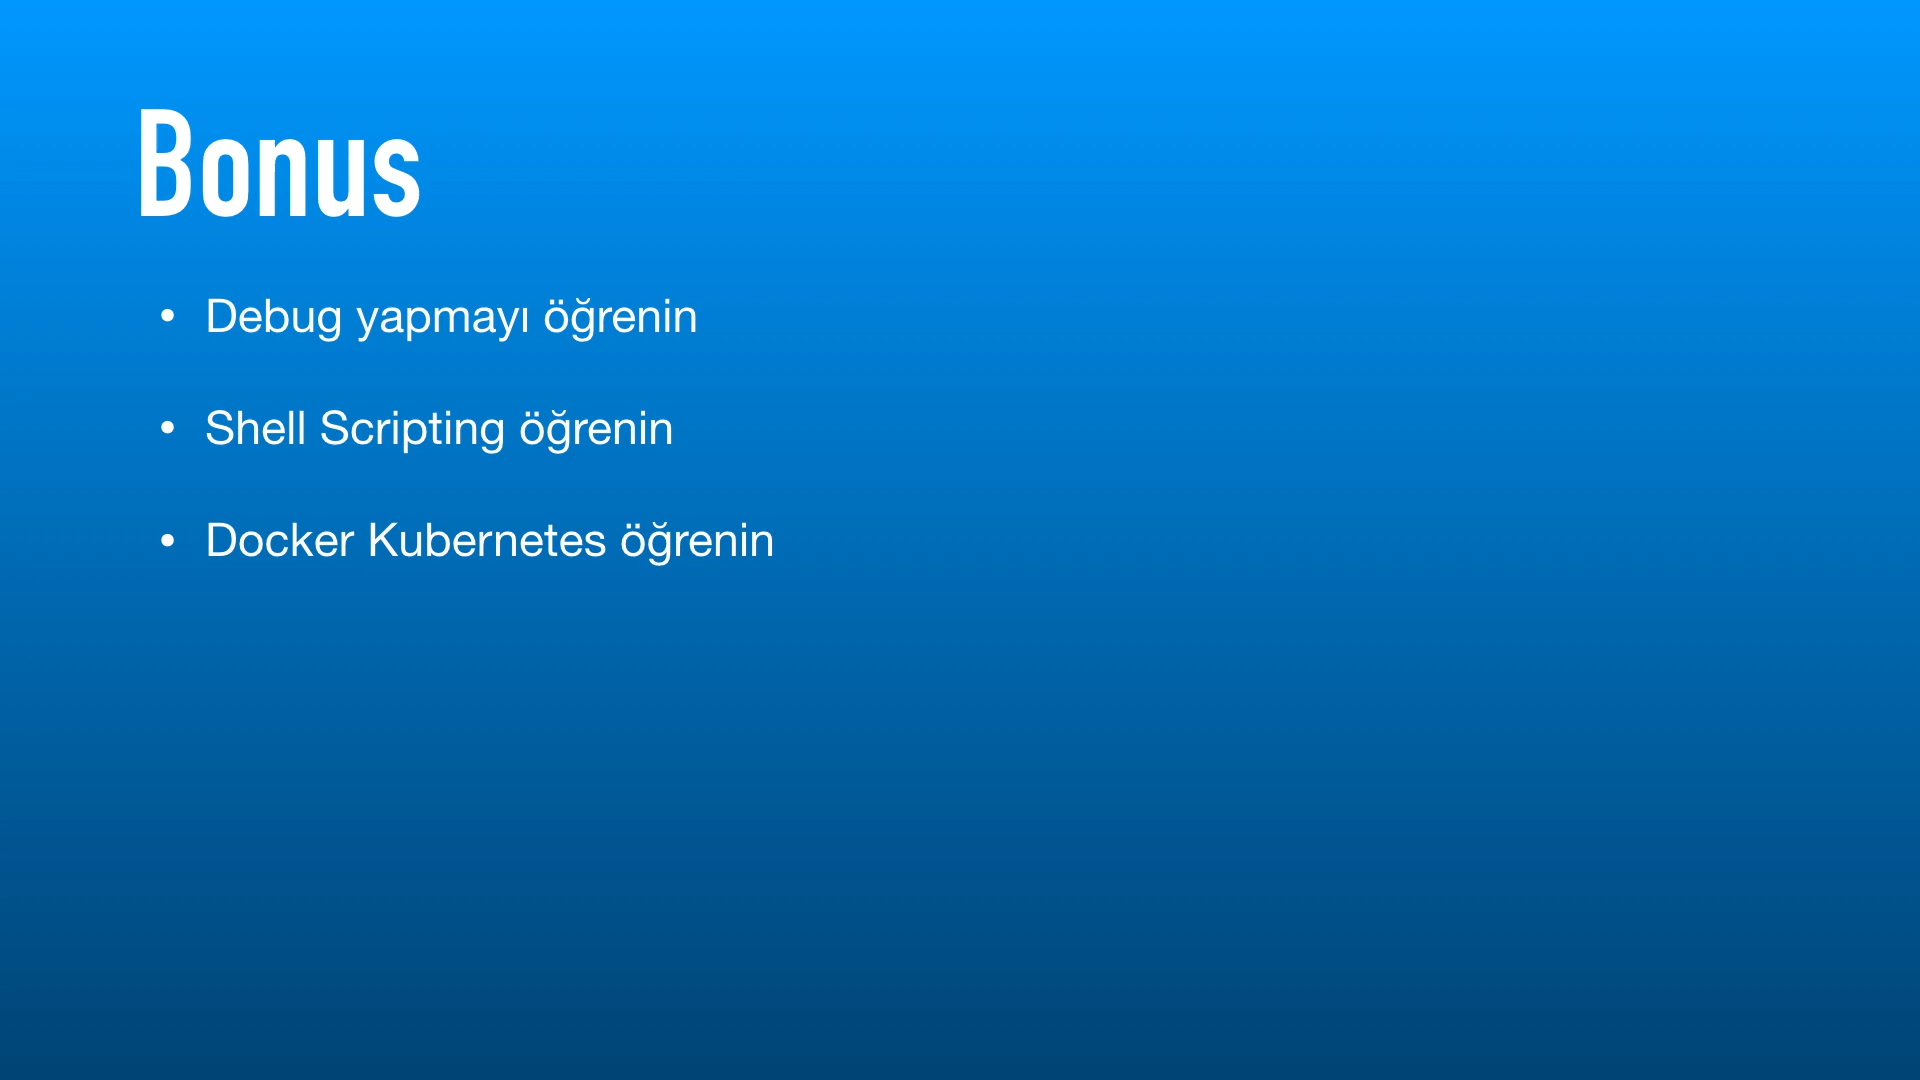 Bonus
• Debug yapmayı öğrenin
• Shell Scripting öğrenin
• Docker Kubernetes öğrenin